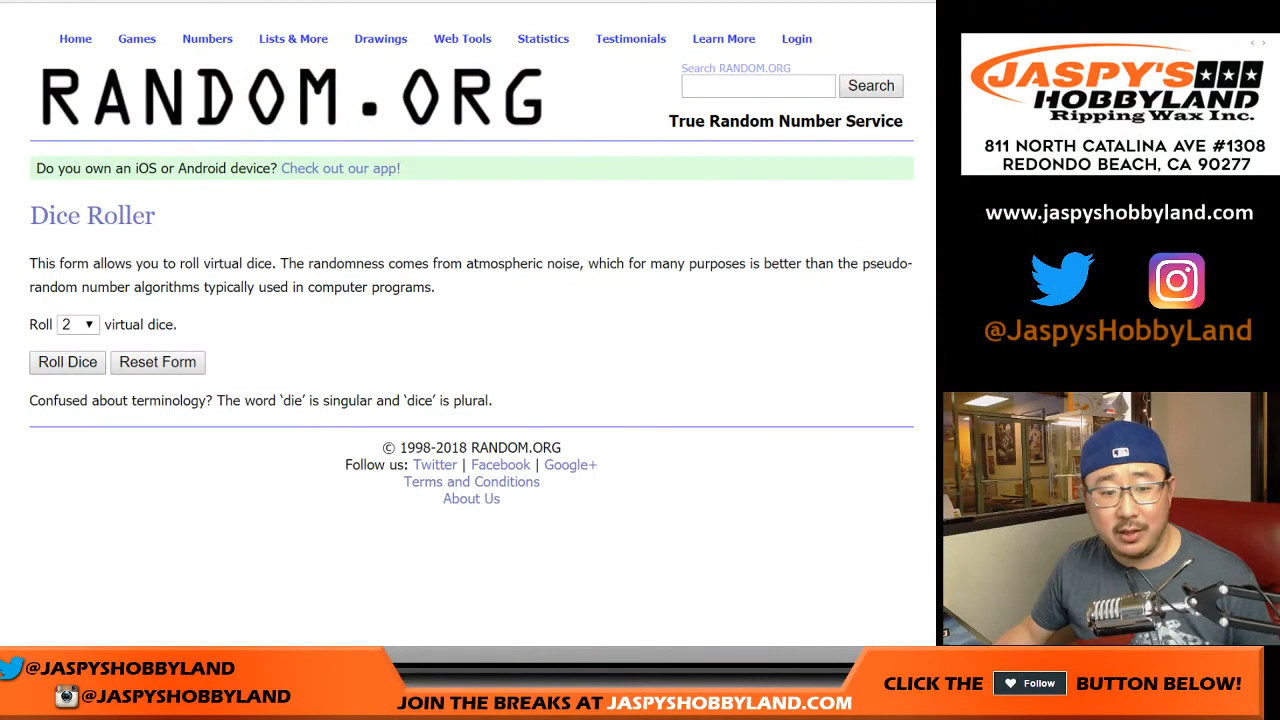 Home Games Numbers Lists & More Drawings Web Tools Statistics Testimonials Learn More Login
RANDOM.ORG
Search RANDOM.ORG
Search
True Random Number Service
Do you own an iOS or Android device? Check out our app!
Dice Roller
This form allows you to roll virtual dice. The randomness comes from atmospheric noise, which for many purposes is better than the pseudo-
random number algorithms typically used in computer programs.
Roll 2 virtual dice.
Roll Dice Reset Form
Confused about terminology? The word ‘die’ is singular and ‘dice’ is plural.
© 1998-2018 RANDOM.ORG
Follow us: Twitter | Facebook | Google+
Terms and Conditions
About Us
JASPY'S
HOBBYLAND
Ripping Wax Inc.
811 NORTH CATALINA AVE #1308
REDONDO BEACH, CA 90277
www.jaspyshobbyland.com
@JaspysHobbyLand
@JASPYSHOBBYLAND
@JASPYSHOBBYLAND
JOIN THE BREAKS AT JASPYSHOBBYLAND.COM
CLICK THE Follow BUTTON BELOW!